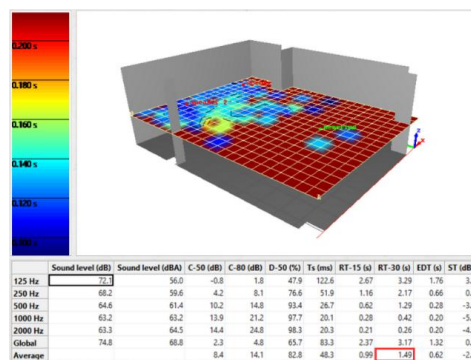 0.200 s
0.180 s
0.160 s
0.140 s
0.120 s
Sound level (dB) Sound level (dBA) C-50 (dB) C-80 (dB) D-50 (%) Ts (ms) RT-15 (s) RT-30 (s) EDT (s) ST (dB
125 Hz 72.1 56.0 -0.8 1.8 47.9 122.6 2.67 3.29 1.76 3.
250 Hz 68.2 59.6 4.2 8.1 76.6 51.9 1.16 2.17 0.66 0.
500 Hz 64.6 61.4 10.2 14.8 93.4 26.7 0.62 1.29 0.28 -3.
1000 Hz 63.2 63.2 13.9 21.2 97.7 20.1 0.28 0.42 0.20 -5.
2000 Hz 63.3 64.5 14.4 24.8 98.3 20.3 0.21 0.26 0.20 -4.
Global 74.8 68.8 2.3 4.8 65.7 83.3 2.37 3.17 1.32 0.
Average 8.4 14.1 82.8 48.3 0.99 1.49 0.62 -2.